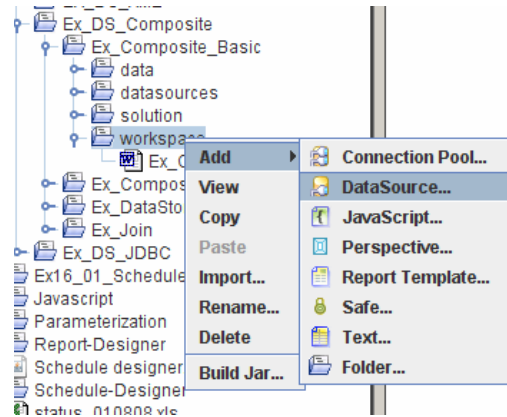 Ex_DS_Composite
Ex_Composite_Basic
data
datasources
solution
workspace
Ex_C
Ex_Compos
Ex_DataSto
Ex_Join
Ex_DS_JDBC
Ex16_01_Schedule
Javascript
Parameterization
Report-Designer
Schedule designer
Schedule-Designer
status_010808.xls
Add
View
Copy
Paste
Import...
Rename...
Delete
Build Jar...
Connection Pool...
DataSource...
JavaScript...
Perspective...
Report Template...
Safe...
Text...
Folder...